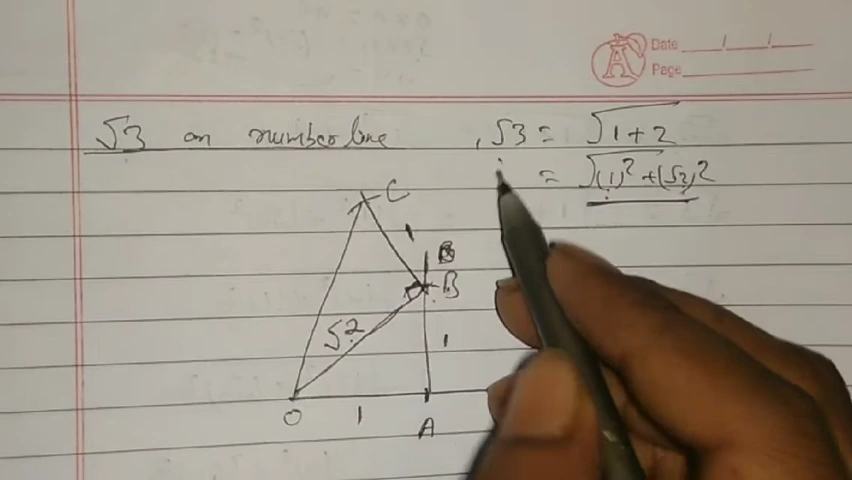 Date
Page
√3 on number line , √3 = √1+2
= √(1)² + (√2)²
C
1
B
√2
1
O 1 A